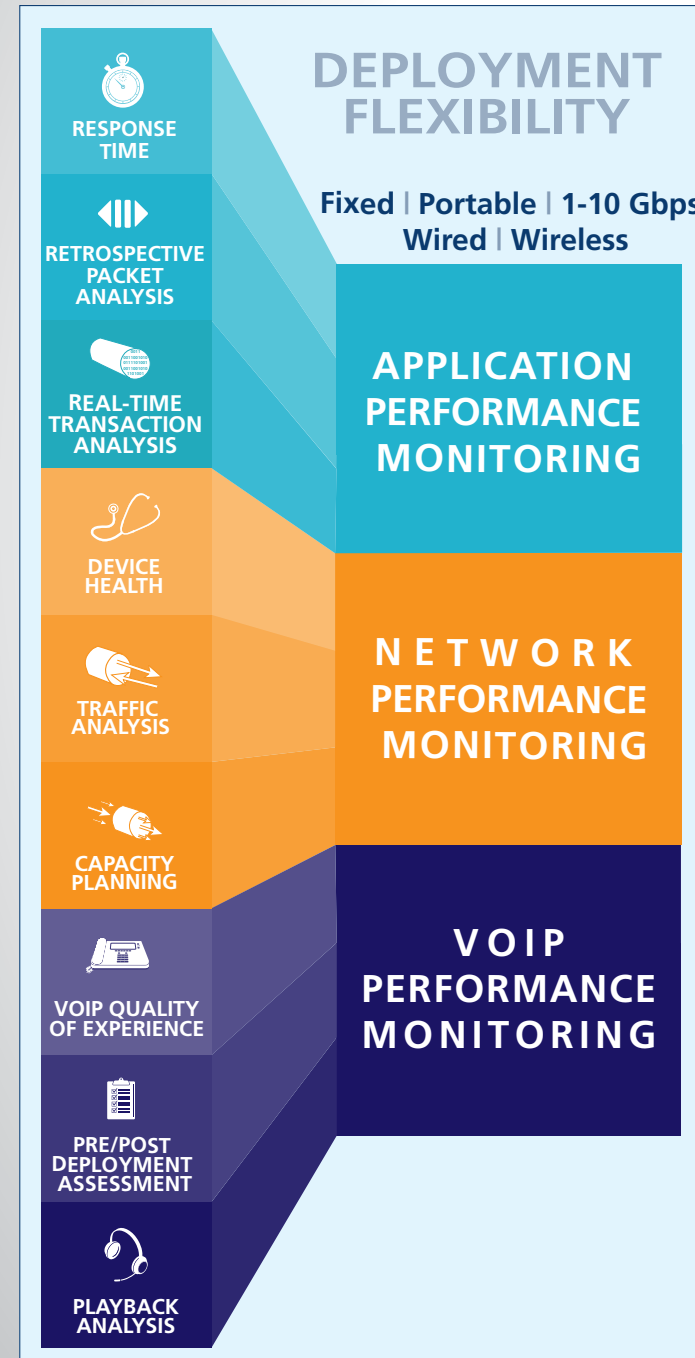 DEPLOYMENT
FLEXIBILITY
Fixed | Portable | 1-10 Gbps
Wired | Wireless
RESPONSE
TIME
RETROSPECTIVE
PACKET
ANALYSIS
REAL-TIME
TRANSACTION
ANALYSIS
APPLICATION
PERFORMANCE
MONITORING
DEVICE
HEALTH
TRAFFIC
ANALYSIS
CAPACITY
PLANNING
NETWORK
PERFORMANCE
MONITORING
VOIP QUALITY
OF EXPERIENCE
PRE/POST
DEPLOYMENT
ASSESSMENT
PLAYBACK
ANALYSIS
VOIP
PERFORMANCE
MONITORING